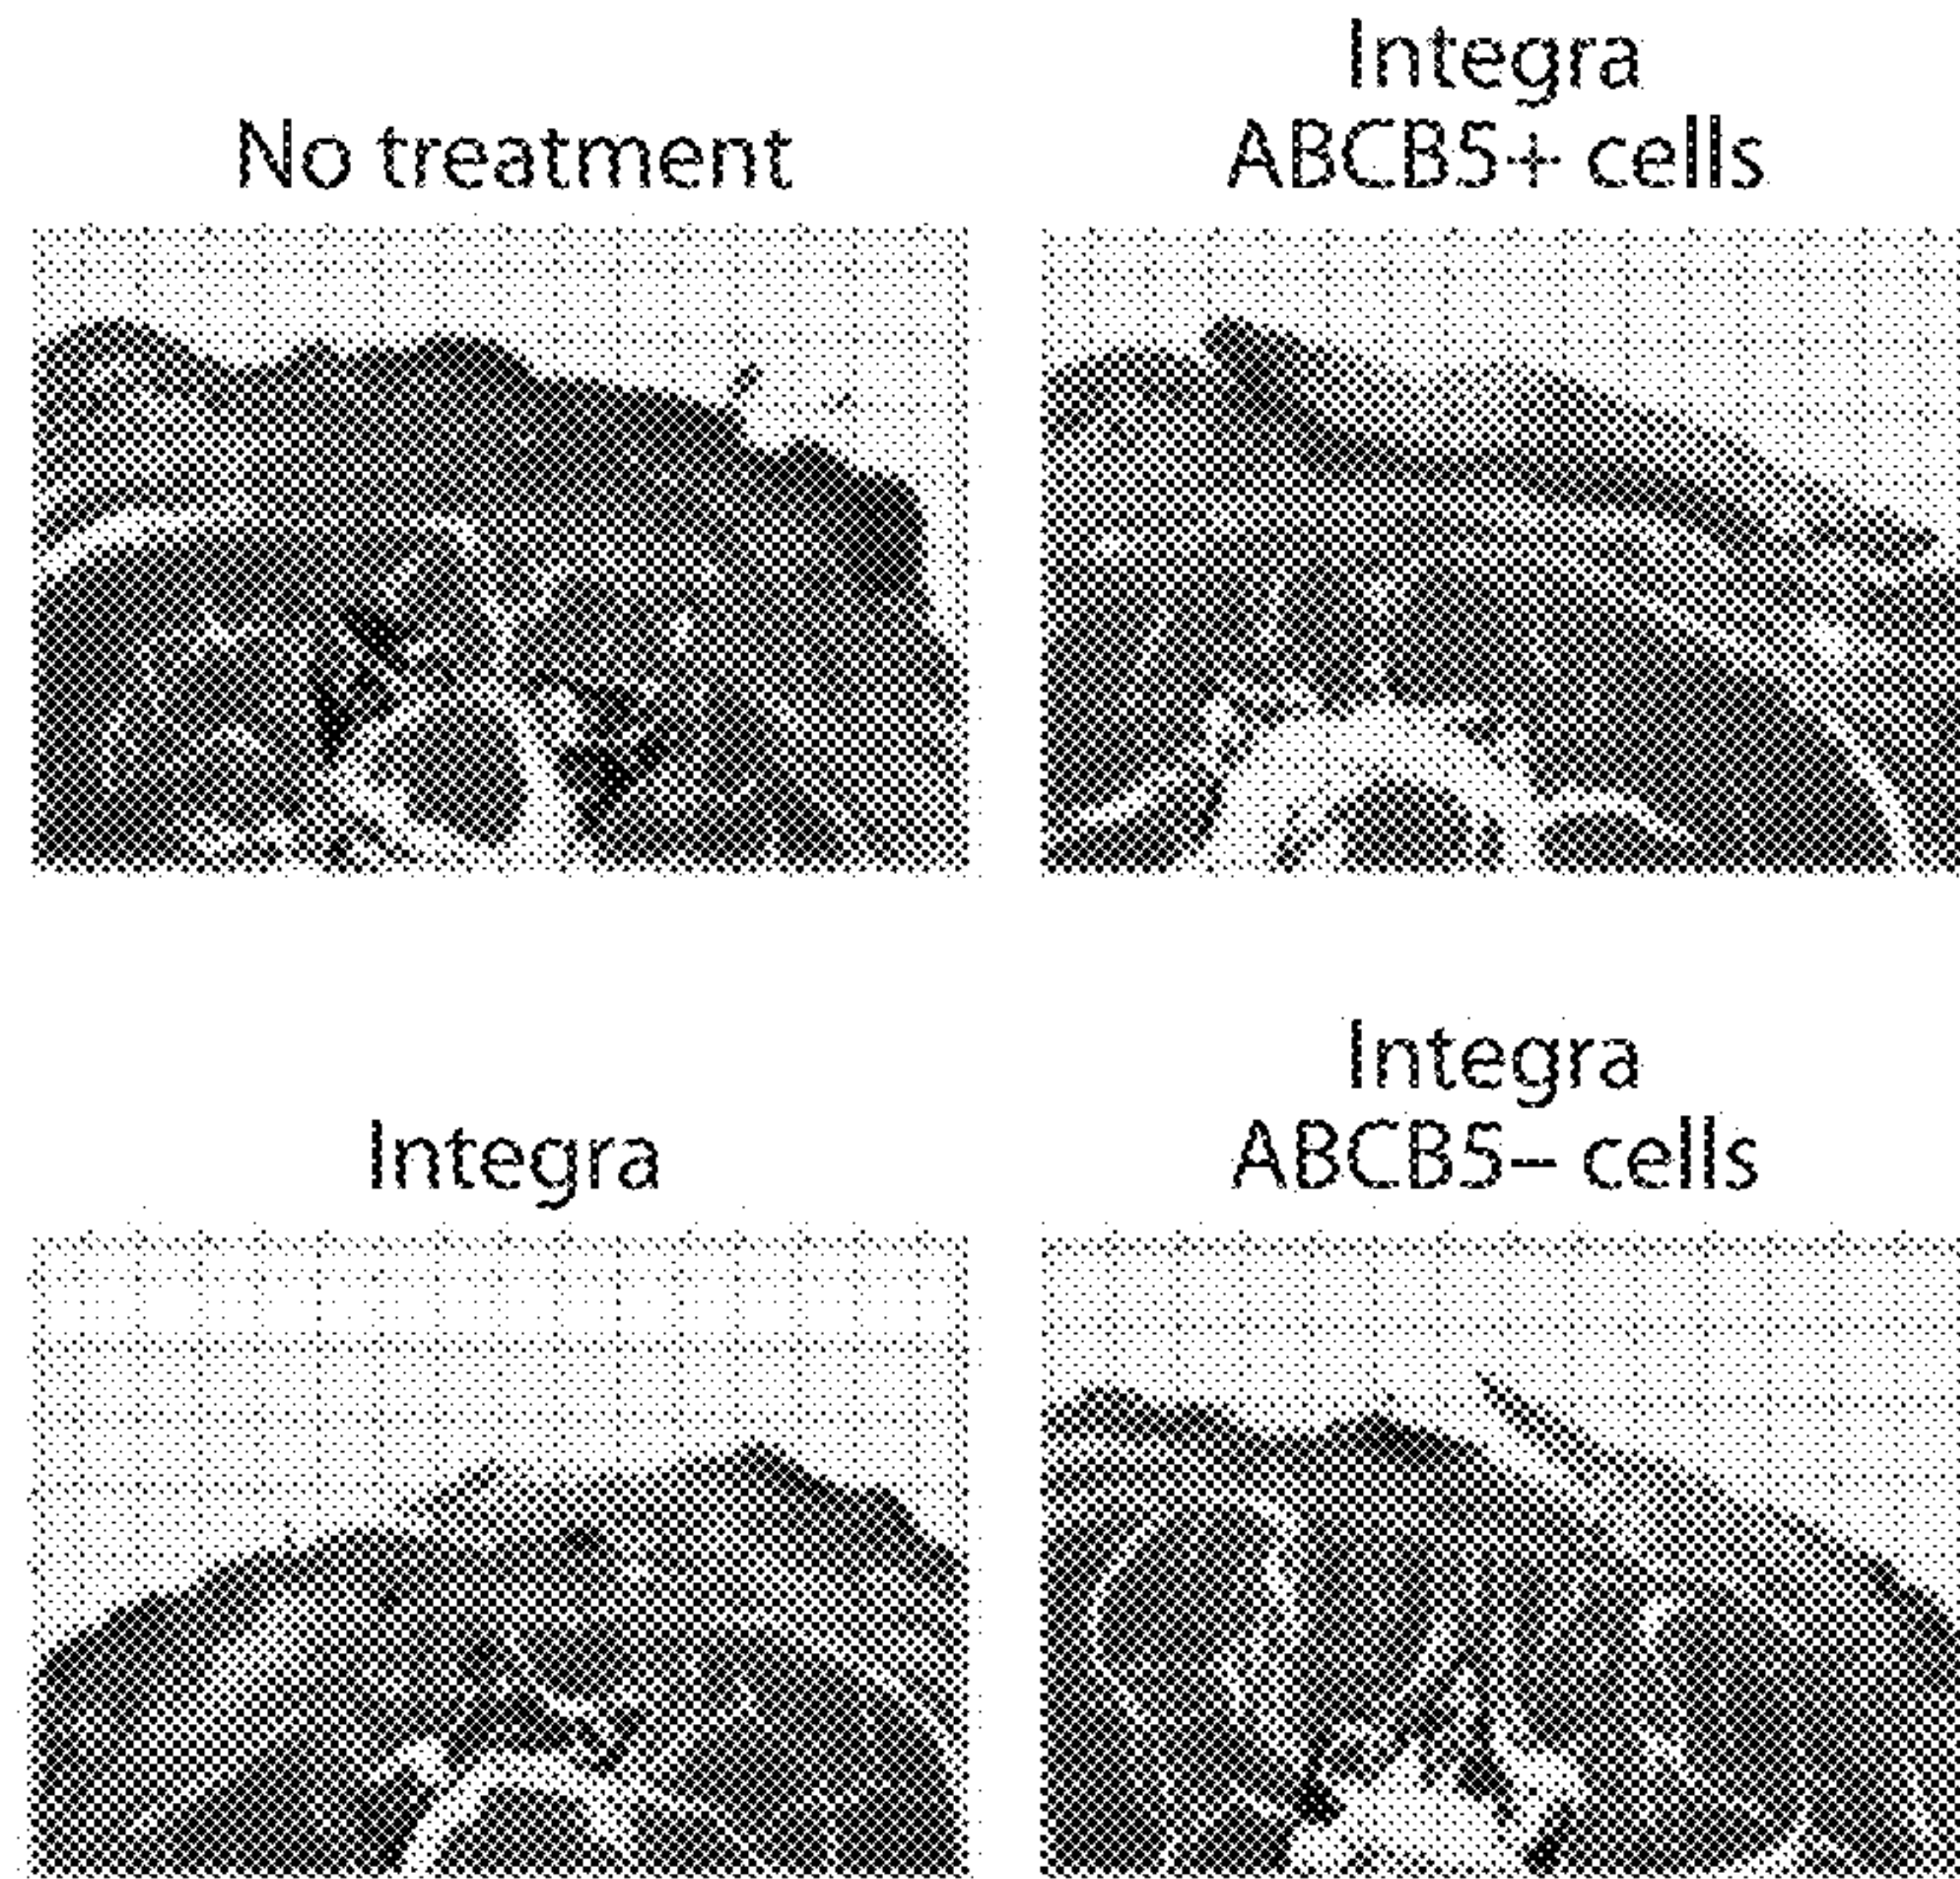 No treatment
Integra
ABCB5+ cells
Integra
Integra
ABCB5– cells